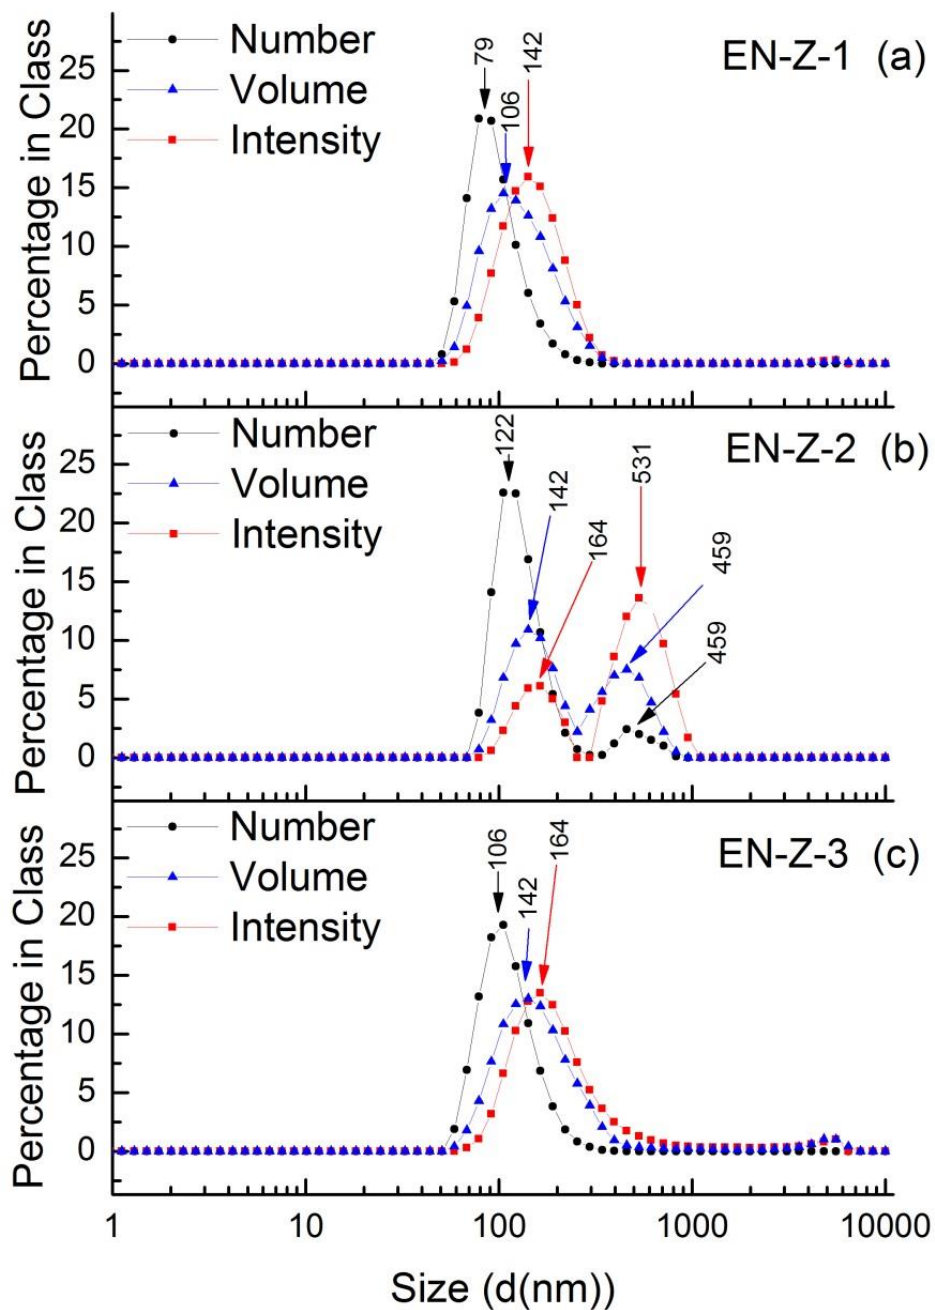 Percentage in Class
25
20
15
10
5
0
Number
Volume
Intensity
79
106
142
EN-Z-1 (a)
Percentage in Class
25
20
15
10
5
0
Number
Volume
Intensity
122
142
164
531
459
459
EN-Z-2 (b)
Percentage in Class
25
20
15
10
5
0
Number
Volume
Intensity
106
142
164
EN-Z-3 (c)
1 10 100 1000 10000
Size (d(nm))